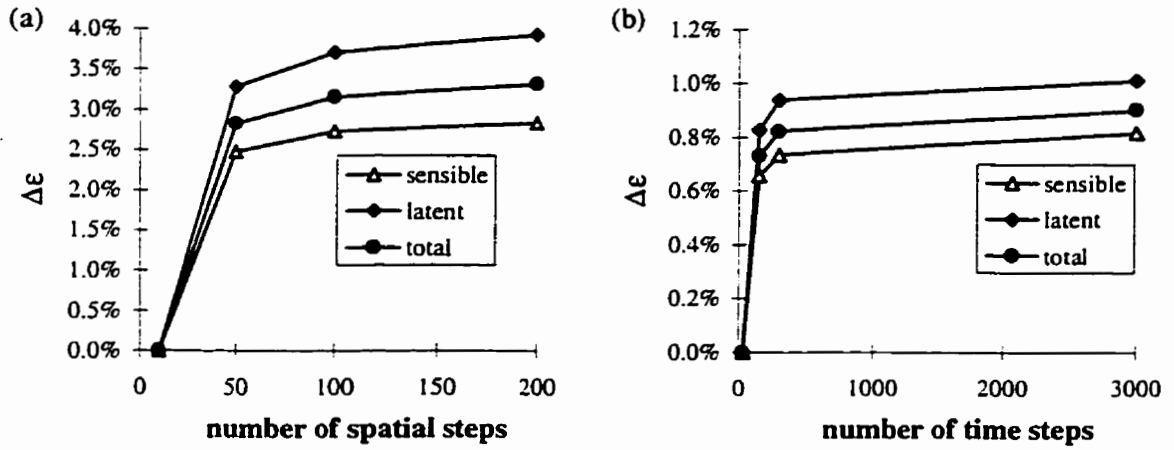 (a)
4.0%
3.5%
3.0%
2.5%
2.0%
1.5%
1.0%
0.5%
0.0%
Δε
0 50 100 150 200
number of spatial steps
sensible
latent
total
(b)
1.2%
1.0%
0.8%
0.6%
0.4%
0.2%
0.0%
Δε
0 1000 2000 3000
number of time steps
sensible
latent
total